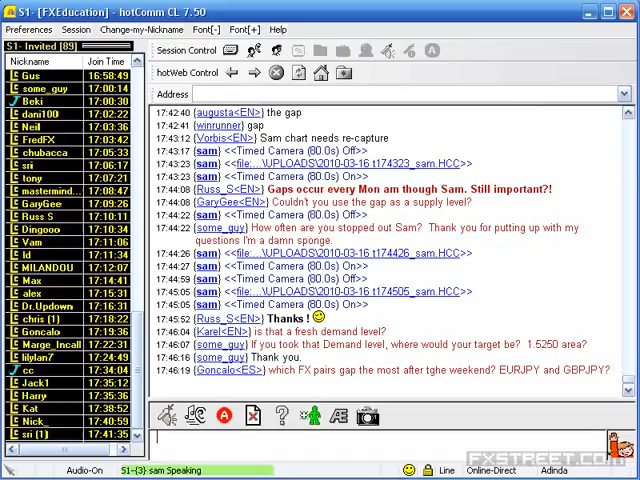 S1- [FXEducation] - hotComm CL 7.50
Preferences Session Change-my-Nickname Font[-] Font[+] Help
S1- Invited [89]
Session Control
Nickname Join Time
hotWeb Control
Address
Gus 16:58:49
some_guy 17:00:14
Beki 17:00:30
dani100 17:02:22
Neil 17:03:36
FredFX 17:03:42
chubacca 17:05:33
sri 17:06:17
tony 17:07:18
mastermind... 17:08:47
GaryGee 17:09:26
Russ S 17:10:11
Dingooo 17:10:34
Vam 17:11:06
Id 17:11:34
MILANDOU 17:12:07
Max 17:14:41
alex 17:15:31
Dr.Updown 17:16:31
chris (1) 17:18:18
Goncalo 17:19:36
Marge_Incall 17:22:31
lilylan7 17:24:49
cc 17:34:04
Jack1 17:35:12
Harry 17:36:26
Kat 17:38:52
Nick_ 17:39:57
sri (1) 17:41:35
17:42:40 {augusta<EN>} the gap
17:42:41 {winrunner} gap
17:43:12 {Vorbis<EN>} Sam chart needs re-capture
17:43:17 {sam} <<Timed Camera (80.0s) Off>>
17:43:23 {sam} <<file:...\UPLOADS\2010-03-16 t174323_sam.HCC>>
17:43:23 {sam} <<Timed Camera (80.0s) On>>
17:44:08 {Russ_S<EN>} Gaps occur every Mon am though Sam. Still important?!
17:44:08 {GaryGee<EN>} Couldn't you use the gap as a supply level?
17:44:22 {sam} <<Timed Camera (80.0s) Off>>
17:44:22 {some_guy} How often are you stopped out Sam? Thank you for putting up with my
questions I'm a damn sponge.
17:44:26 {sam} <<file:...\UPLOADS\2010-03-16 t174426_sam.HCC>>
17:44:27 {sam} <<Timed Camera (80.0s) On>>
17:44:59 {sam} <<Timed Camera (80.0s) Off>>
17:45:05 {sam} <<file:...\UPLOADS\2010-03-16 t174505_sam.HCC>>
17:45:05 {sam} <<Timed Camera (80.0s) On>>
17:45:52 {Russ_S<EN>} Thanks !
17:46:04 {Karel<EN>} is that a fresh demand level?
17:46:07 {some_guy} If you took that Demand level, where would your target be? 1.5250 area?
17:46:16 {some_guy} Thank you.
17:46:19 {Goncalo<ES>} which FX pairs gap the most after tghe weekend? EURJPY and GBPJPY?
FXSTREET.COM
Audio-On S1-{3} sam Speaking Line Online-Direct Adinda